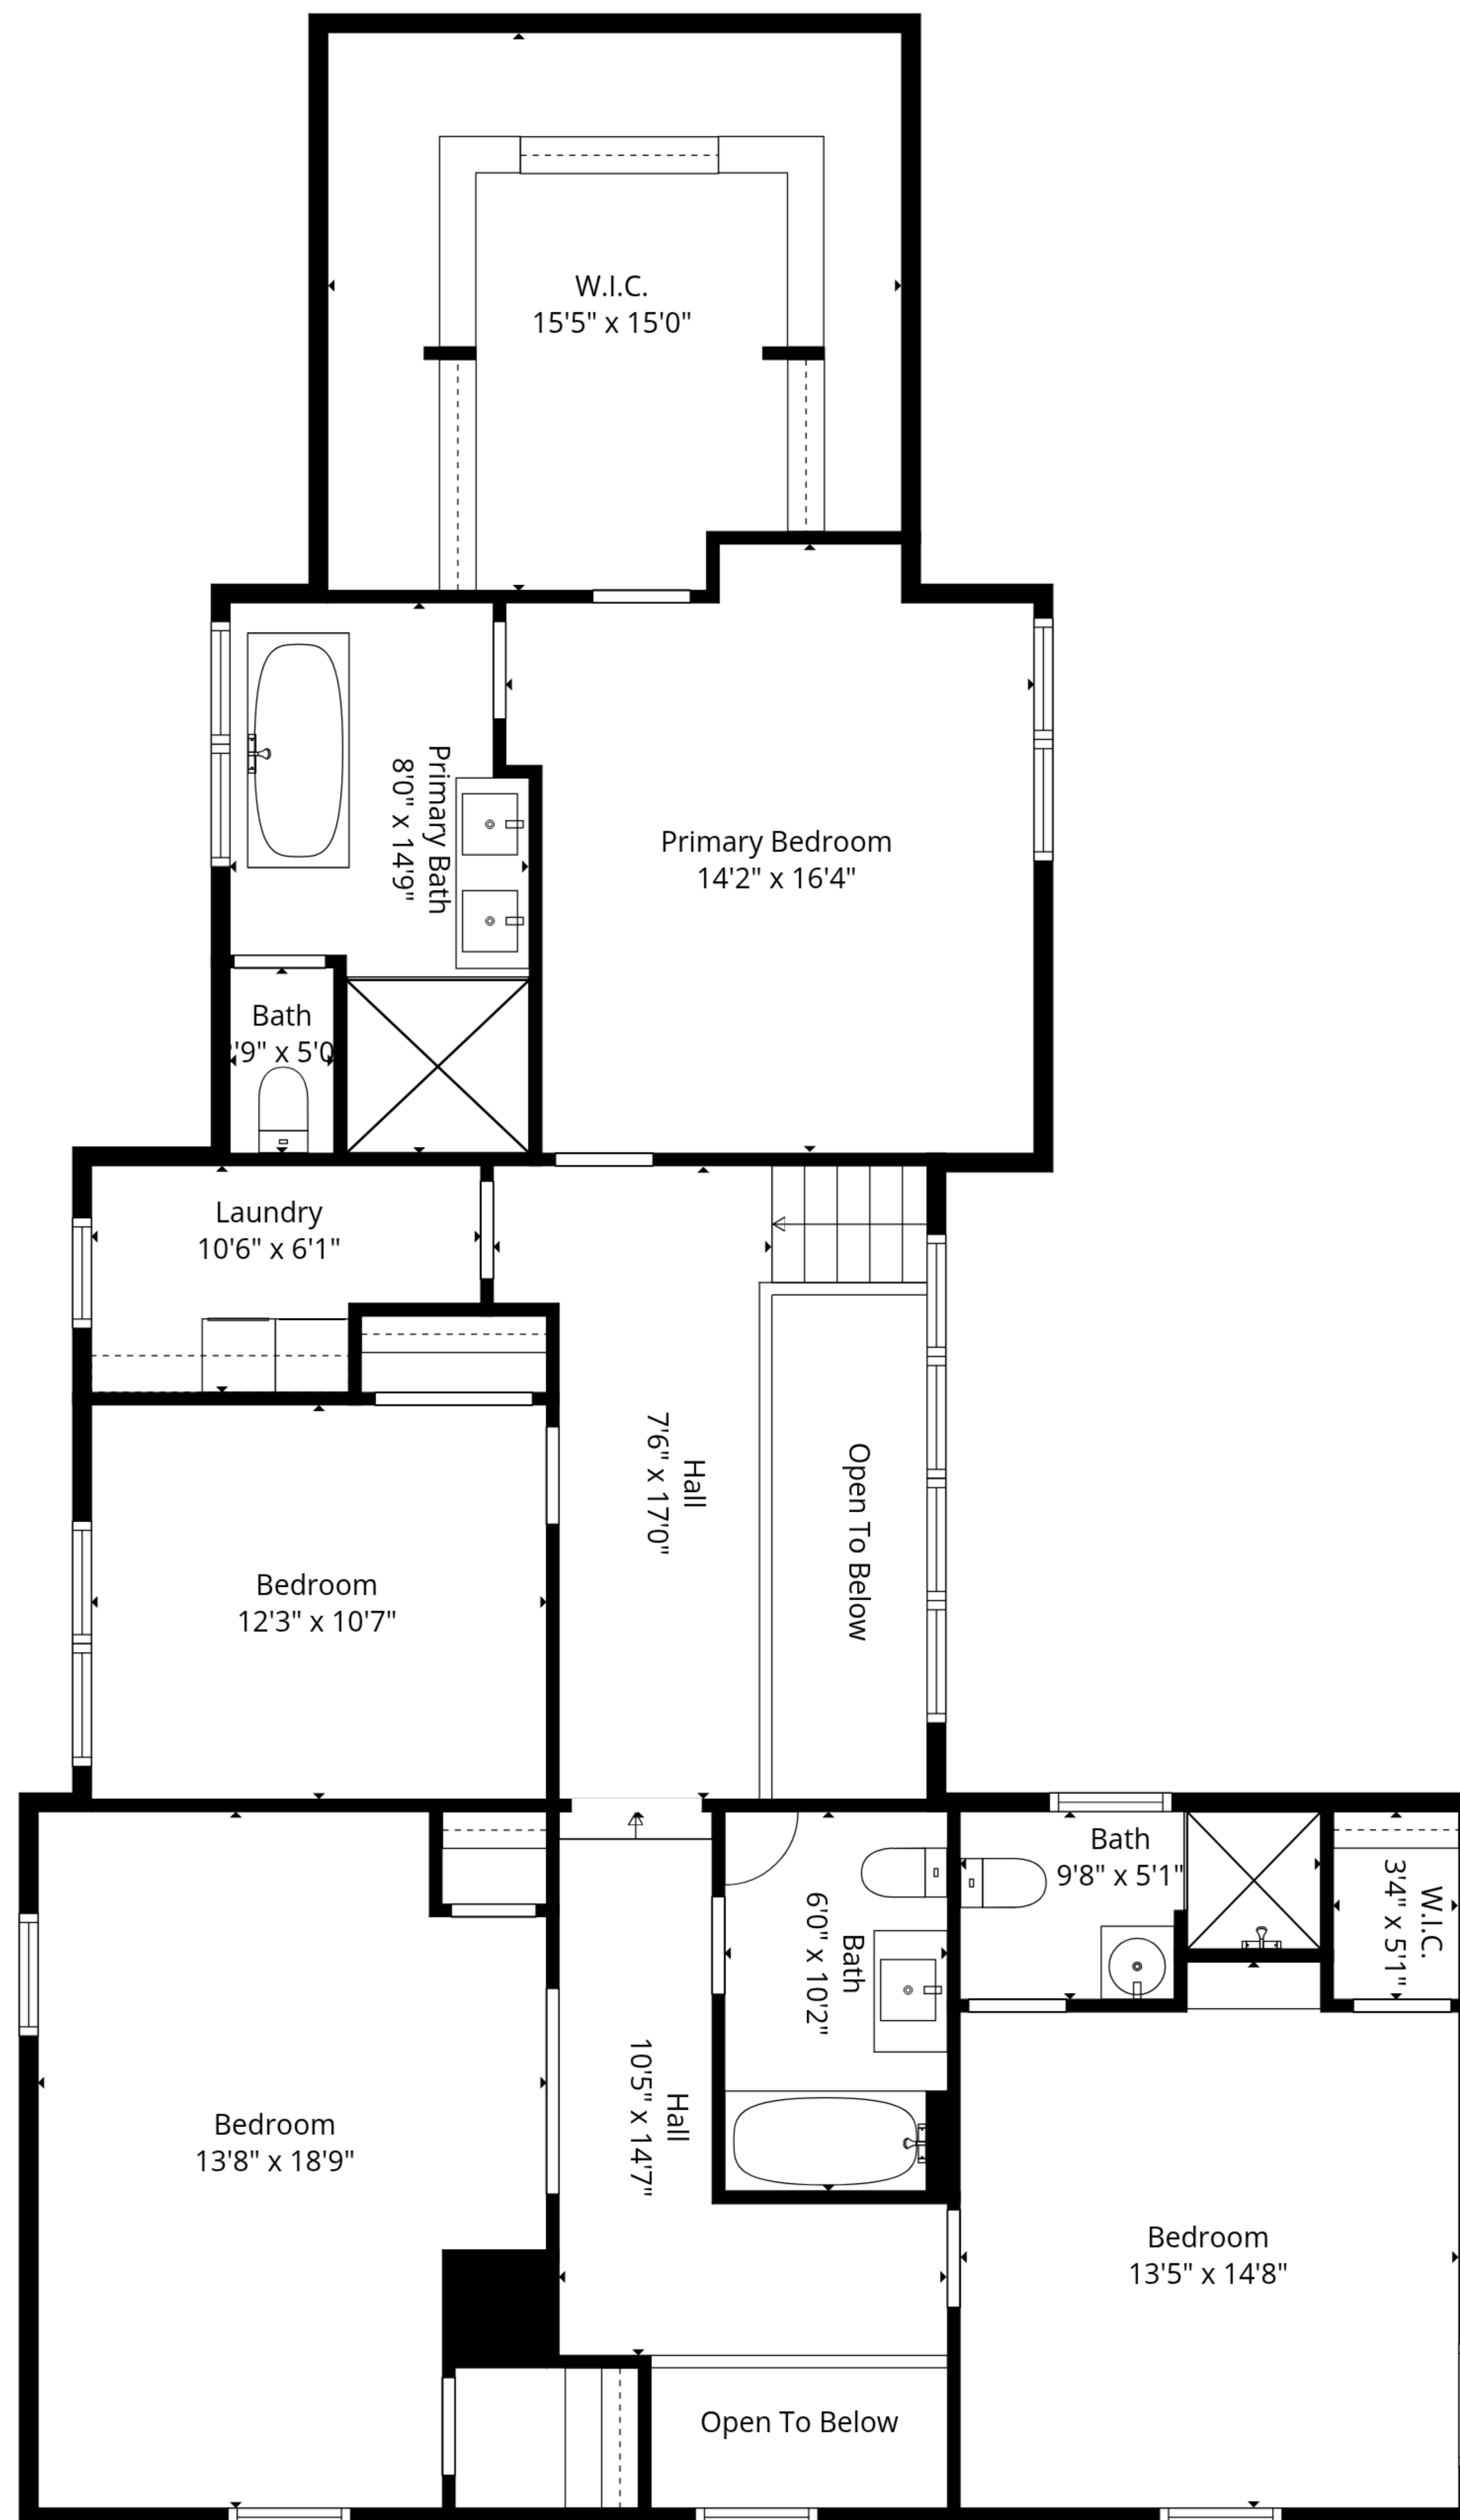 W.I.C.
15'5" x 15'0"
Primary Bedroom
14'2" x 16'4"
Primary Bath
8'0" x 14'9"
Bath
'9" x 5'0
Laundry
10'6" x 6'1"
Hall
7'6" x 17'0"
Open To Below
Bedroom
12'3" x 10'7"
Bath
9'8" x 5'1"
W.I.C.
3'4" x 5'1"
Bath
6'0" x 10'2"
Hall
10'5" x 14'7"
Bedroom
13'8" x 18'9"
Bedroom
13'5" x 14'8"
Open To Below